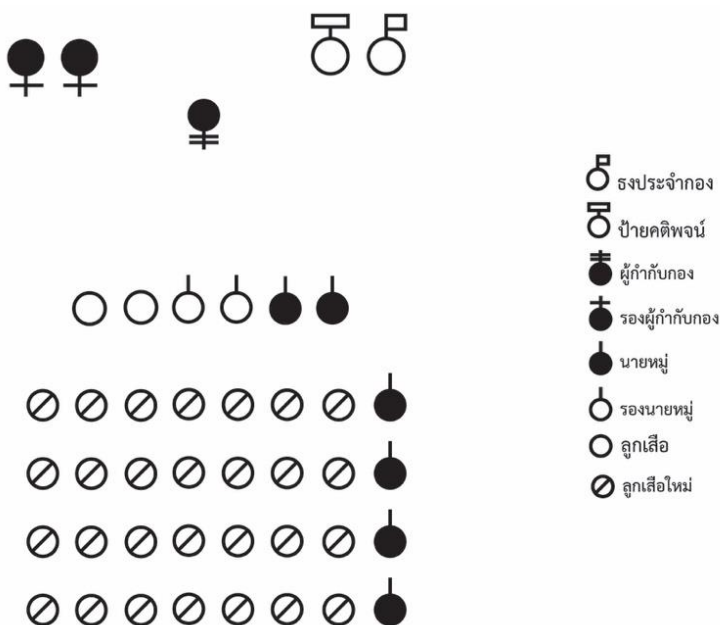 ธงประจำกอง
ป้ายคติพจน์
ผู้กำกับกอง
รองผู้กำกับกอง
นายหมู่
รองนายหมู่
ลูกเสือ
ลูกเสือใหม่